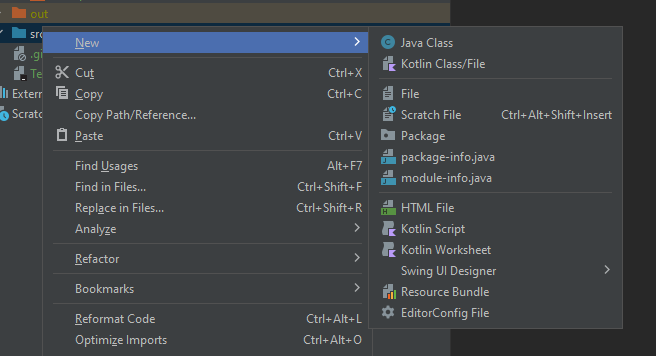 out
src
New
Cut Ctrl+X
Copy Ctrl+C
Copy Path/Reference...
Paste Ctrl+V
Find Usages Alt+F7
Find in Files... Ctrl+Shift+F
Replace in Files... Ctrl+Shift+R
Analyze
Refactor
Bookmarks
Reformat Code Ctrl+Alt+L
Optimize Imports Ctrl+Alt+O
Java Class
Kotlin Class/File
File
Scratch File Ctrl+Alt+Shift+Insert
Package
package-info.java
module-info.java
HTML File
Kotlin Script
Kotlin Worksheet
Swing UI Designer
Resource Bundle
EditorConfig File
.gi
Te
Extern
Scratc